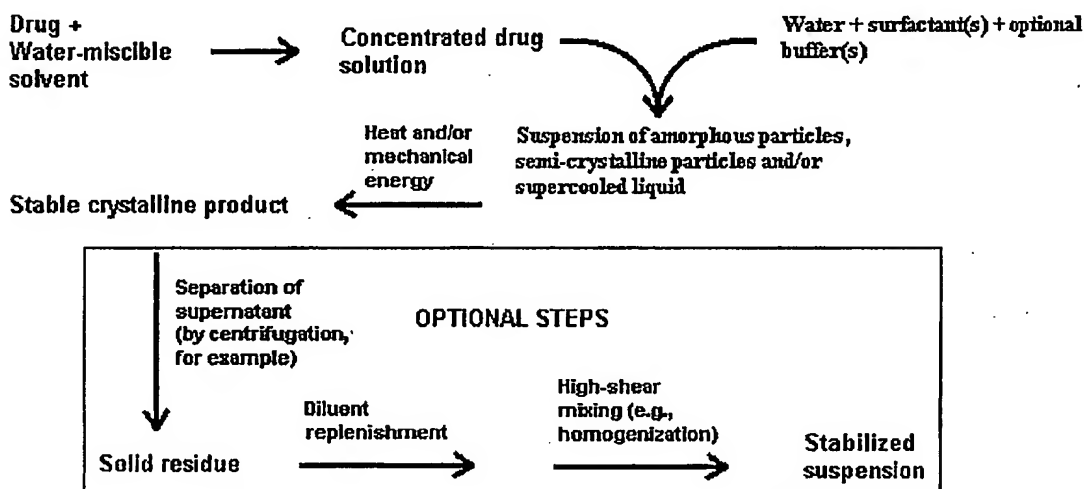 Drug +
Water-miscible
solvent
Concentrated drug
solution
Water + surfactant(s) + optional
buffer(s)
Heat and/or
mechanical
energy
Suspension of amorphous particles,
semi-crystalline particles and/or
supercooled liquid
Stable crystalline product
Separation of
supernatant
(by centrifugation,
for example)
OPTIONAL STEPS
Solid residue
Diluent
replenishment
High-shear
mixing (e.g.,
homogenization)
Stabilized
suspension